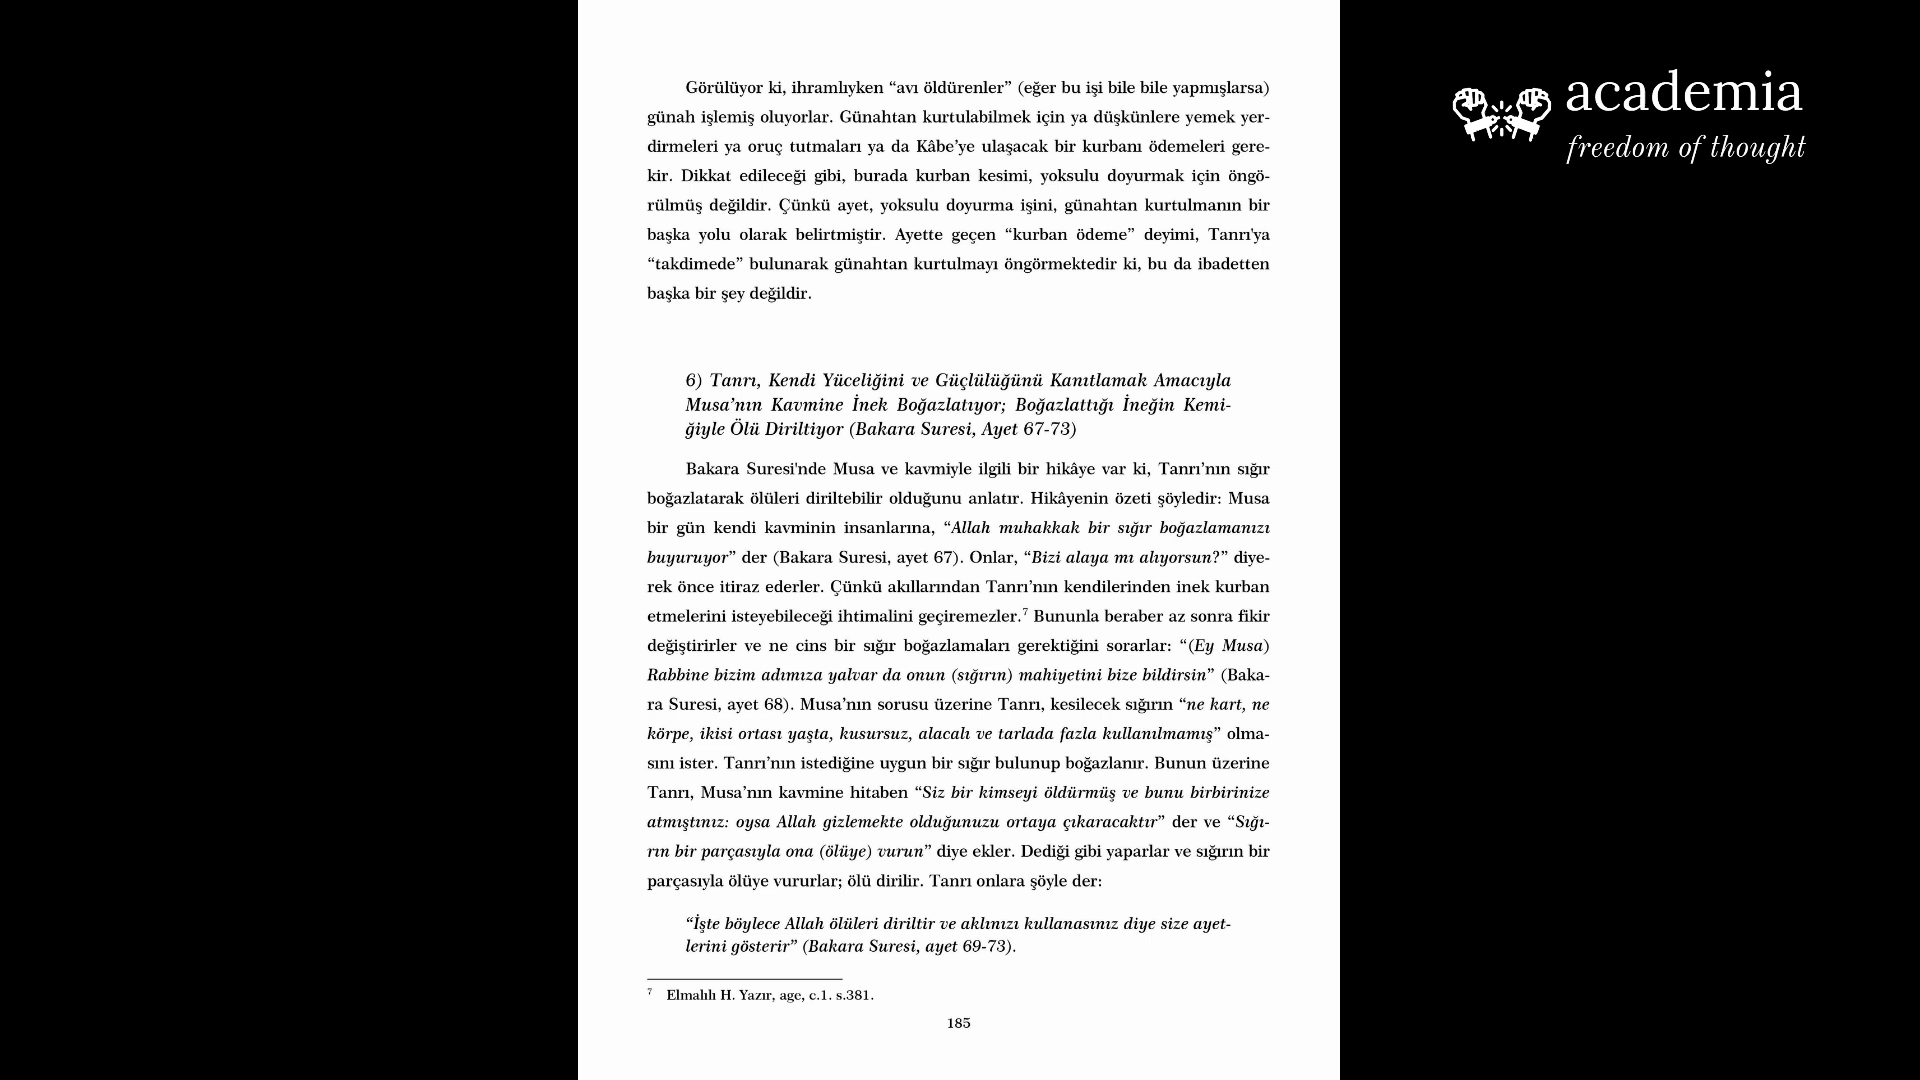 Görülüyor ki, ihramlıyken “avı öldürenler” (eğer bu işi bile bile yapmışlarsa)
günah işlemiş oluyorlar. Günahtan kurtulabilmek için ya düşkünlere yemek yer-
dirmeleri ya oruç tutmaları ya da Kâbe’ye ulaşacak bir kurbanı ödemeleri gere-
kir. Dikkat edileceği gibi, burada kurban kesimi, yoksulu doyurmak için öngö-
rülmüş değildir. Çünkü ayet, yoksulu doyurma işini, günahtan kurtulmanın bir
başka yolu olarak belirtmiştir. Ayette geçen “kurban ödeme” deyimi, Tanrı'ya
“takdimede” bulunarak günahtan kurtulmayı öngörmektedir ki, bu da ibadetten
başka bir şey değildir.
6) Tanrı, Kendi Yüceliğini ve Güçlülüğünü Kanıtlamak Amacıyla
Musa’nın Kavmine İnek Boğazlatıyor; Boğazlattığı İneğin Kemi-
ğiyle Ölü Diriltiyor (Bakara Suresi, Ayet 67-73)
Bakara Suresi'nde Musa ve kavmiyle ilgili bir hikâye var ki, Tanrı’nın sığır
boğazlatarak ölüleri diriltebilir olduğunu anlatır. Hikâyenin özeti şöyledir: Musa
bir gün kendi kavminin insanlarına, “Allah muhakkak bir sığır boğazlamanızı
buyuruyor” der (Bakara Suresi, ayet 67). Onlar, “Bizi alaya mı alıyorsun?” diye-
rek önce itiraz ederler. Çünkü akıllarından Tanrı’nın kendilerinden inek kurban
etmelerini isteyebileceği ihtimalini geçiremezler.7 Bununla beraber az sonra fikir
değiştirirler ve ne cins bir sığır boğazlamaları gerektiğini sorarlar: “(Ey Musa)
Rabbine bizim adımıza yalvar da onun (sığırın) mahiyetini bize bildirsin” (Baka-
ra Suresi, ayet 68). Musa’nın sorusu üzerine Tanrı, kesilecek sığırın “ne kart, ne
körpe, ikisi ortası yaşta, kusursuz, alacalı ve tarlada fazla kullanılmamış” olma-
sını ister. Tanrı’nın istediğine uygun bir sığır bulunup boğazlanır. Bunun üzerine
Tanrı, Musa’nın kavmine hitaben “Siz bir kimseyi öldürmüş ve bunu birbirinize
atmıştınız: oysa Allah gizlemekte olduğunuzu ortaya çıkaracaktır” der ve “Sığı-
rın bir parçasıyla ona (ölüye) vurun” diye ekler. Dediği gibi yaparlar ve sığırın bir
parçasıyla ölüye vururlar; ölü dirilir. Tanrı onlara şöyle der:
“İşte böylece Allah ölüleri diriltir ve aklınızı kullanasınız diye size ayet-
lerini gösterir” (Bakara Suresi, ayet 69-73).
7 Elmalılı H. Yazır, age, c.1. s.381.
185
academia
freedom of thought